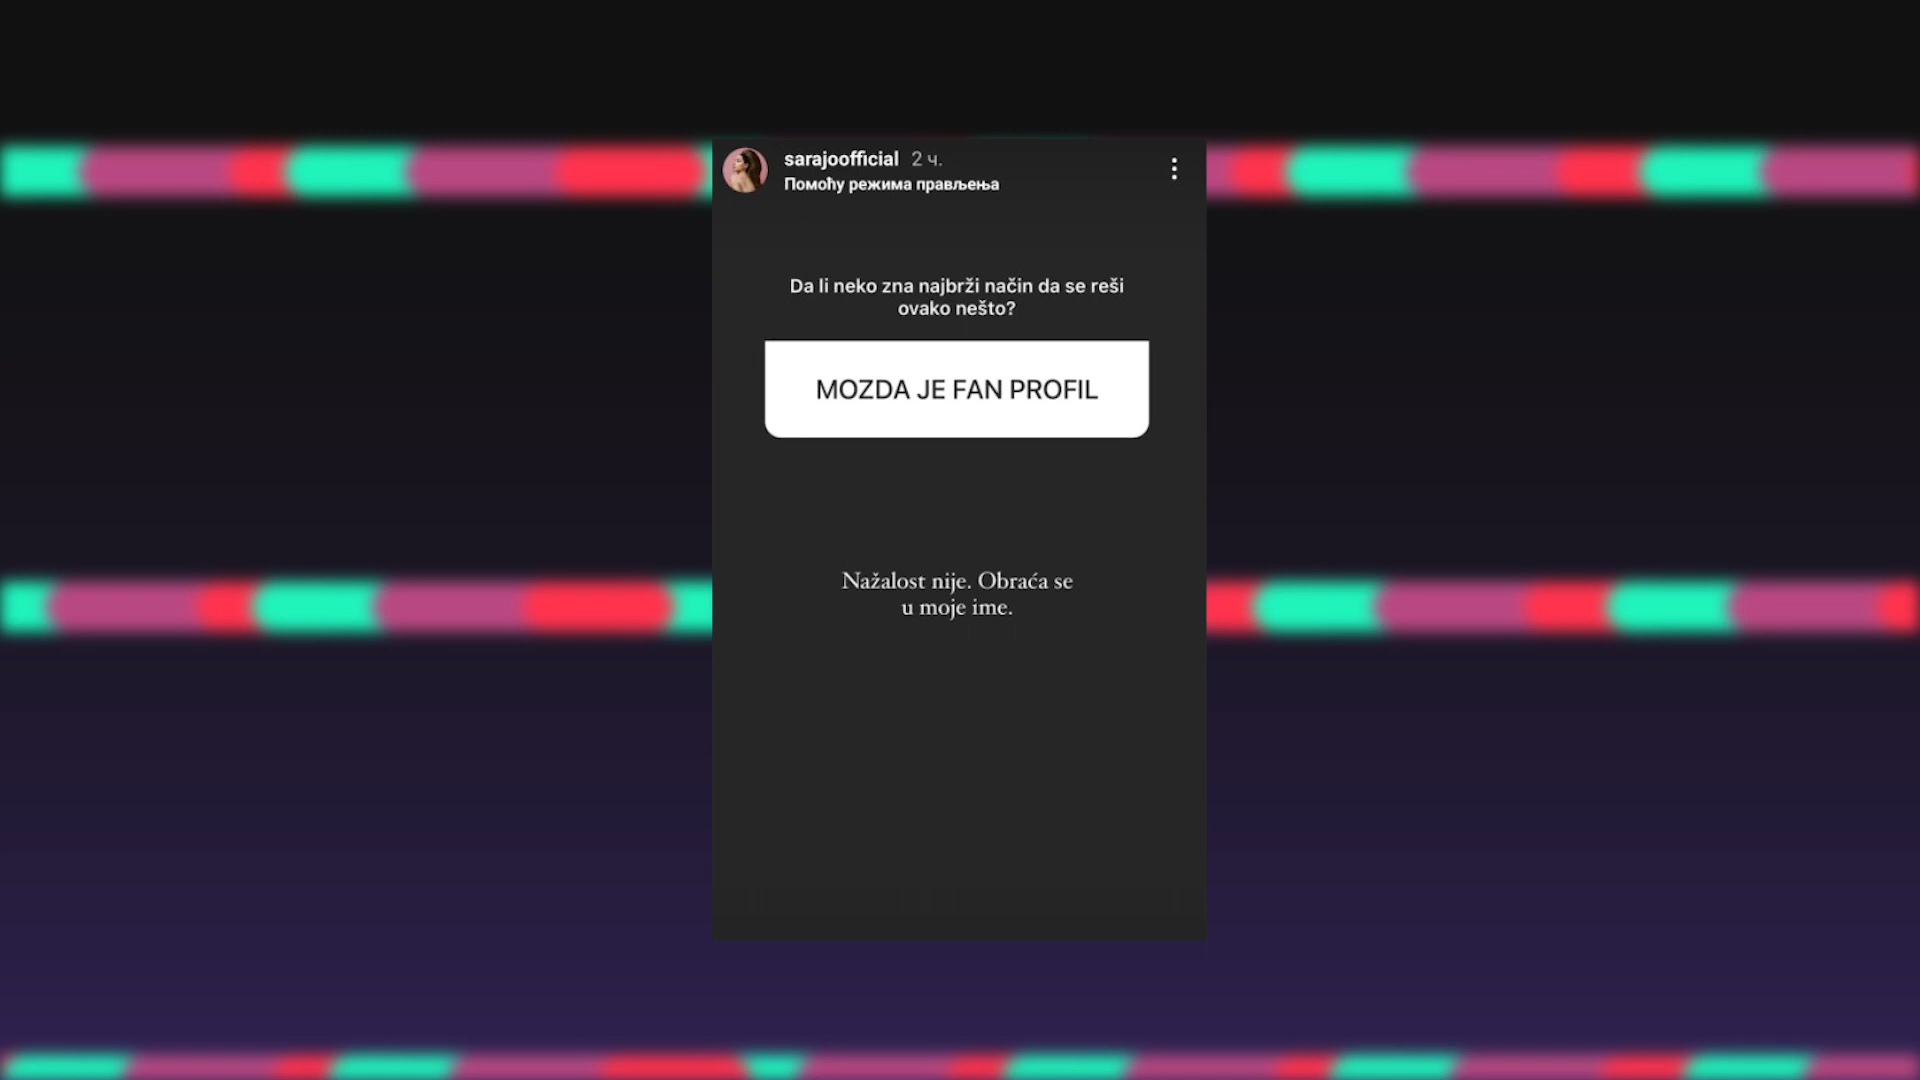 sarajoofficial 2 ч.
Помоћу режима прављења
Da li neko zna najbrži način da se reši
ovako nešto?
MOZDA JE FAN PROFIL
Nažalost nije. Obraća se
u moje ime.